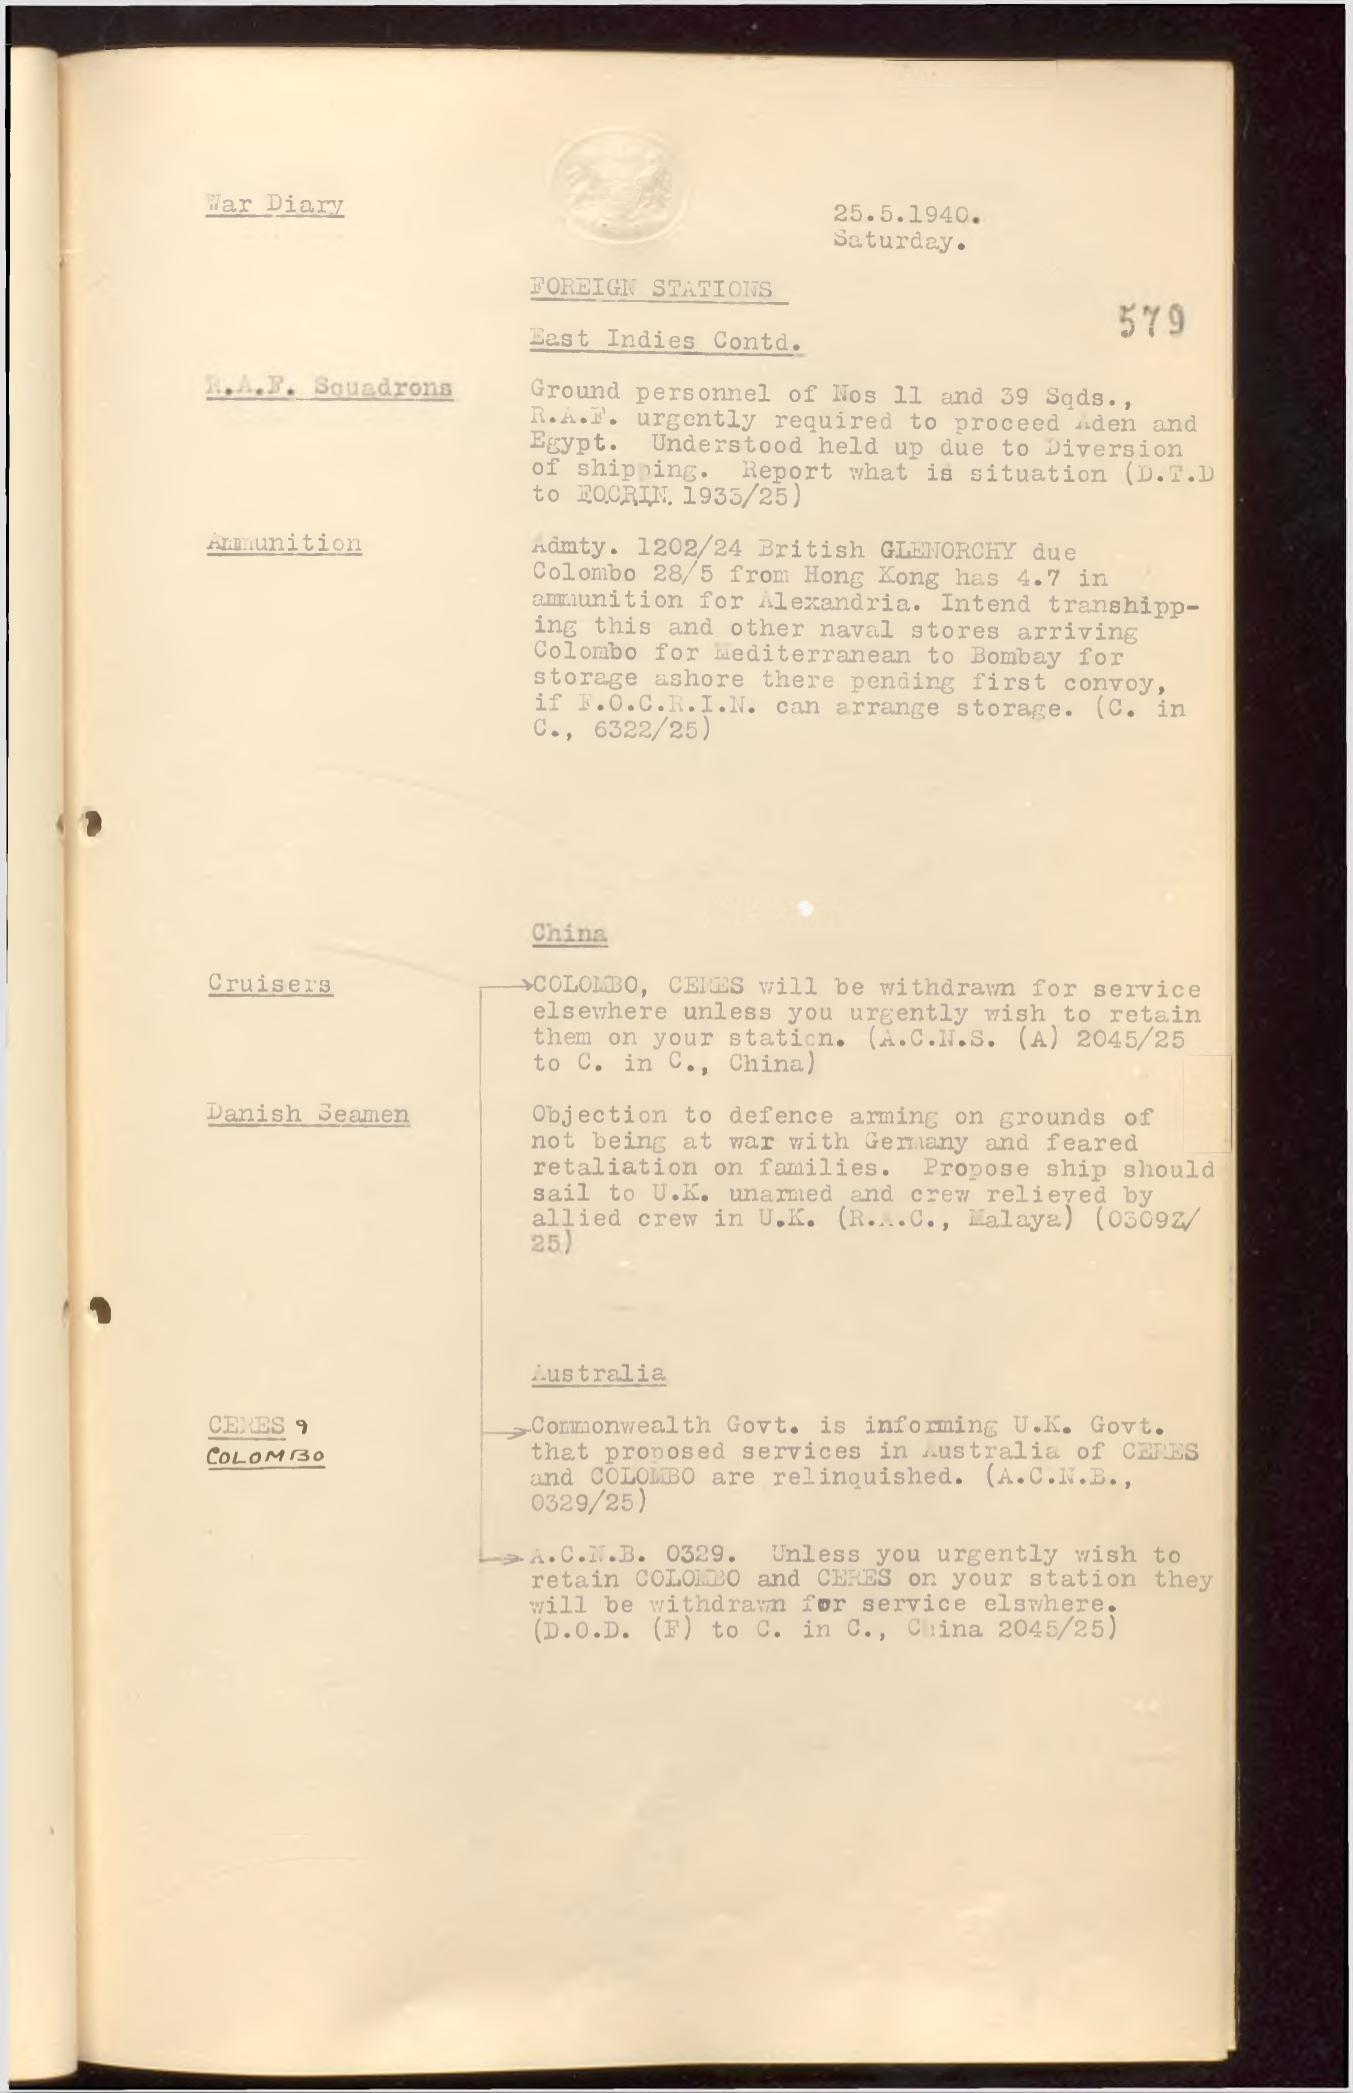 War Diary
25.5.1940.
Saturday.
FOREIGN STATIONS
579
East Indies Contd.
R.A.F. Squadrons
Ground personnel of Nos 11 and 39 Sqds.,
R.A.F. urgently required to proceed Aden and
Egypt. Understood held up due to Diversion
of shipping. Report what is situation (D.T.D
to F.O.C.R.I.N. 1935/25)
Ammunition
Admty. 1202/24 British GLENORCHY due
Colombo 28/5 from Hong Kong has 4.7 in
ammunition for Alexandria. Intend transhipp-
ing this and other naval stores arriving
Colombo for Mediterranean to Bombay for
storage ashore there pending first convoy,
if F.O.C.R.I.N. can arrange storage. (C. in
C., 6322/25)
China
Cruisers
COLOMBO, CERES will be withdrawn for service
elsewhere unless you urgently wish to retain
them on your station. (A.C.N.S. (A) 2045/25
to C. in C., China)
Danish Seamen
Objection to defence arming on grounds of
not being at war with Germany and feared
retaliation on families. Propose ship should
sail to U.K. unarmed and crew relieved by
allied crew in U.K. (R.A.C., Malaya) (0309Z/
25)
Australia
CERES &
COLOMBO
Commonwealth Govt. is informing U.K. Govt.
that proposed services in Australia of CERES
and COLOMBO are relinquished. (A.C.N.B.,
0329/25)
A.C.N.B. 0329. Unless you urgently wish to
retain COLOMBO and CERES on your station they
will be withdrawn for service elswhere.
(D.O.D. (F) to C. in C., China 2045/25)